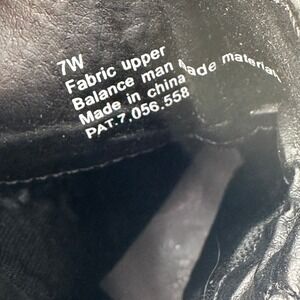 7W
Fabric upper
Balance man made material
Made in china
PAT.7.056.558